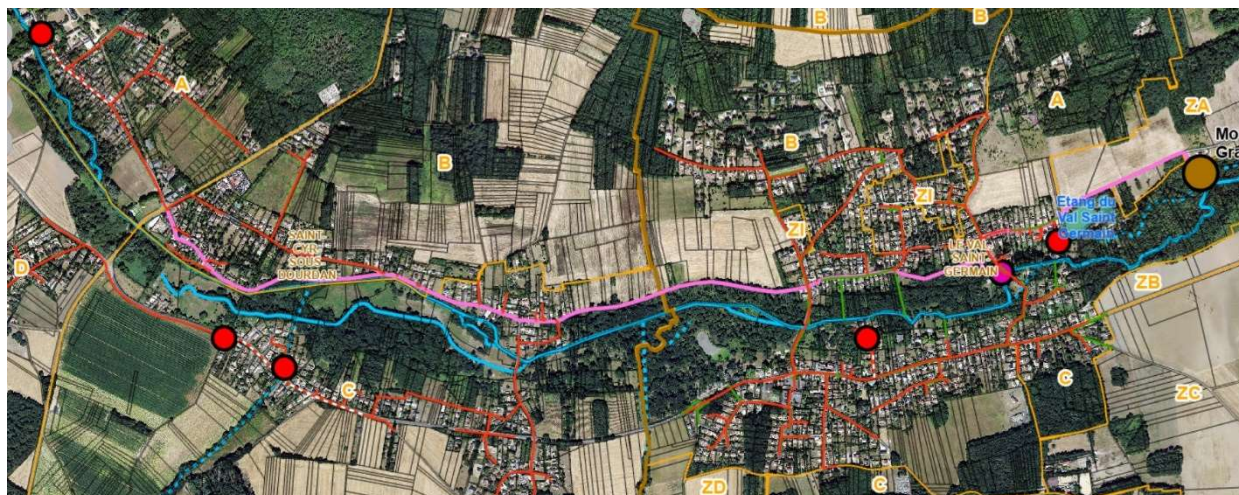 B
B
A
A
ZA
Mo
Gra
B
B
ZI
Etang du
Val Saint
Germain
ZI
SAINT-
CYR-
SOUS-
DOURDAN
LE VAL-
SAINT-
GERMAIN
D
ZB
C
C
ZC
ZD
C